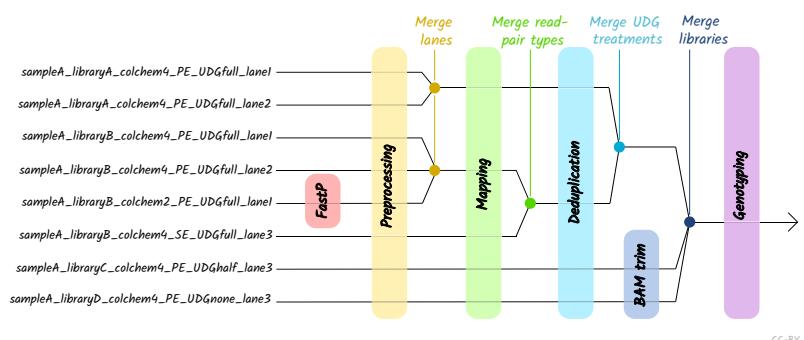 Merge lanes
Merge read-pair types
Merge UDG treatments
Merge libraries
sampleA_libraryA_colchem4_PE_UDGfull_lane1
sampleA_libraryA_colchem4_PE_UDGfull_lane2
sampleA_libraryB_colchem4_PE_UDGfull_lane1
sampleA_libraryB_colchem4_PE_UDGfull_lane2
sampleA_libraryB_colchem2_PE_UDGfull_lane1
sampleA_libraryB_colchem4_SE_UDGfull_lane3
sampleA_libraryC_colchem4_PE_UDGhalf_lane3
sampleA_libraryD_colchem4_PE_UDGnone_lane3
FastP
Preprocessing
Mapping
Deduplication
BAM trim
Genotyping